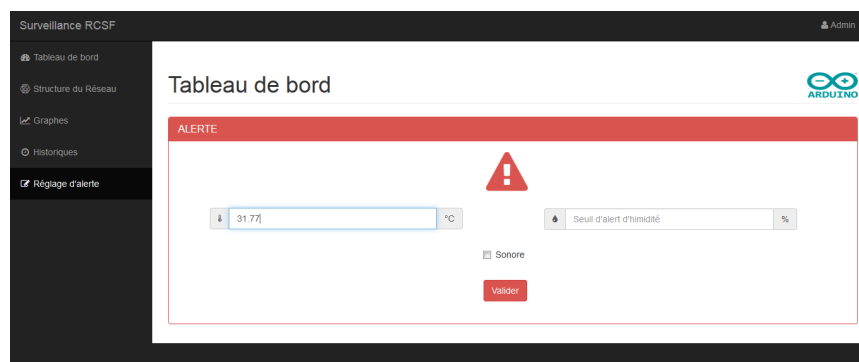 Surveillance RCSF
Admin
Tableau de bord
Structure du Réseau
Graphes
Historiques
Réglage d'alerte
Tableau de bord
ARDUINO
ALERTE
31.77
°C
Seuil d'alert d'himidité
%
Sonore
Valider